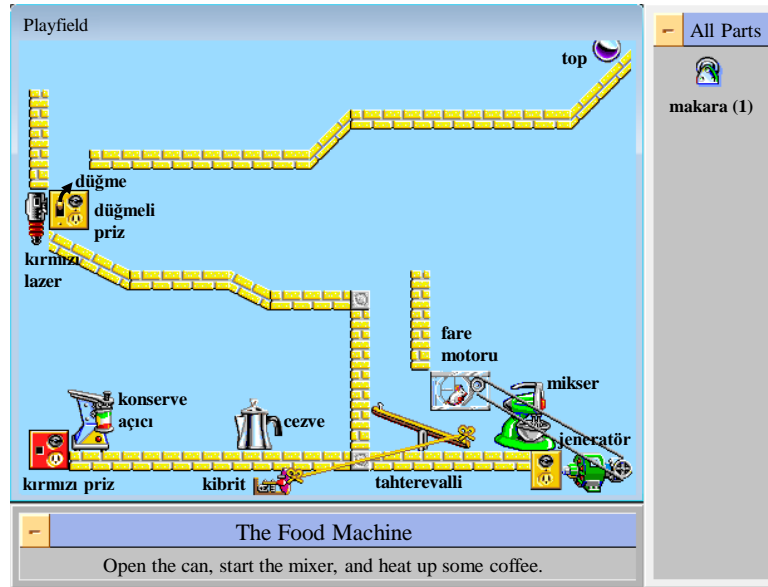 Playfield
All Parts
top
makara (1)
düğme
düğmeli
priz
kırmızı
lazer
fare
motoru
mikser
konserve
açıcı
cezve
jeneratör
kırmızı priz
kibrit
tahterevalli
The Food Machine
Open the can, start the mixer, and heat up some coffee.